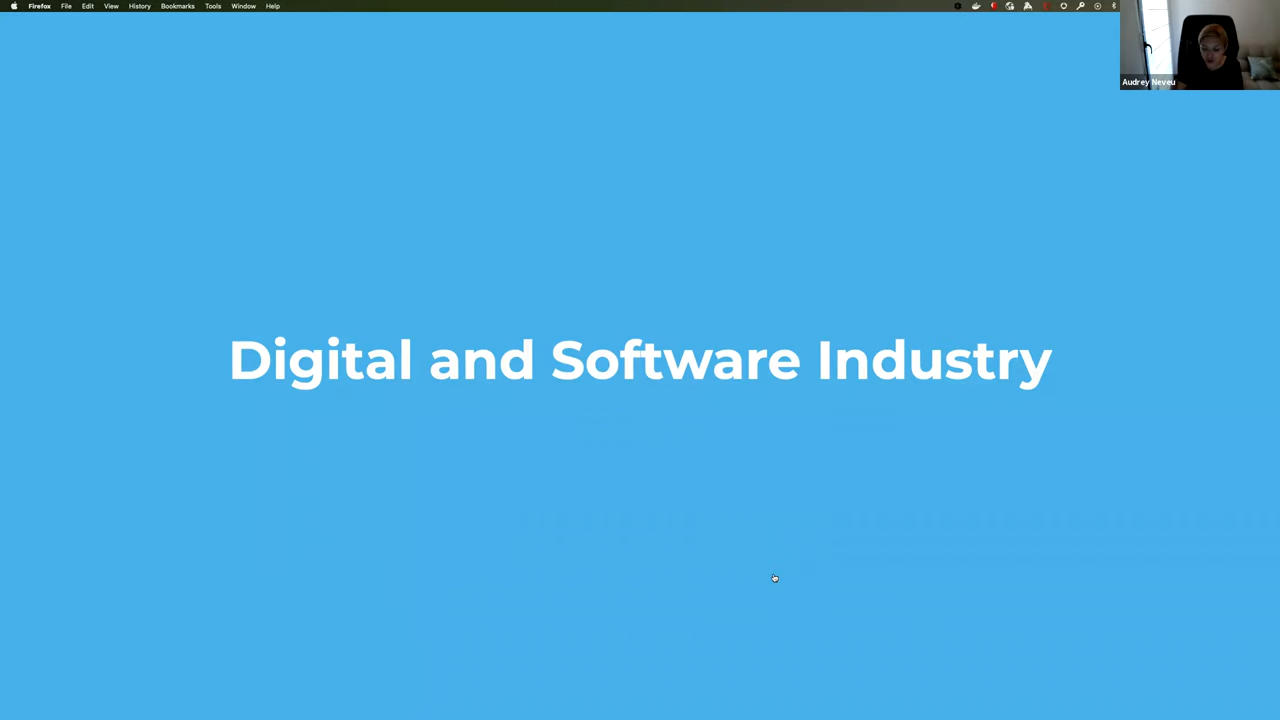 Firefox File Edit View History Bookmarks Tools Window Help
Audrey Neveu
Digital and Software Industry